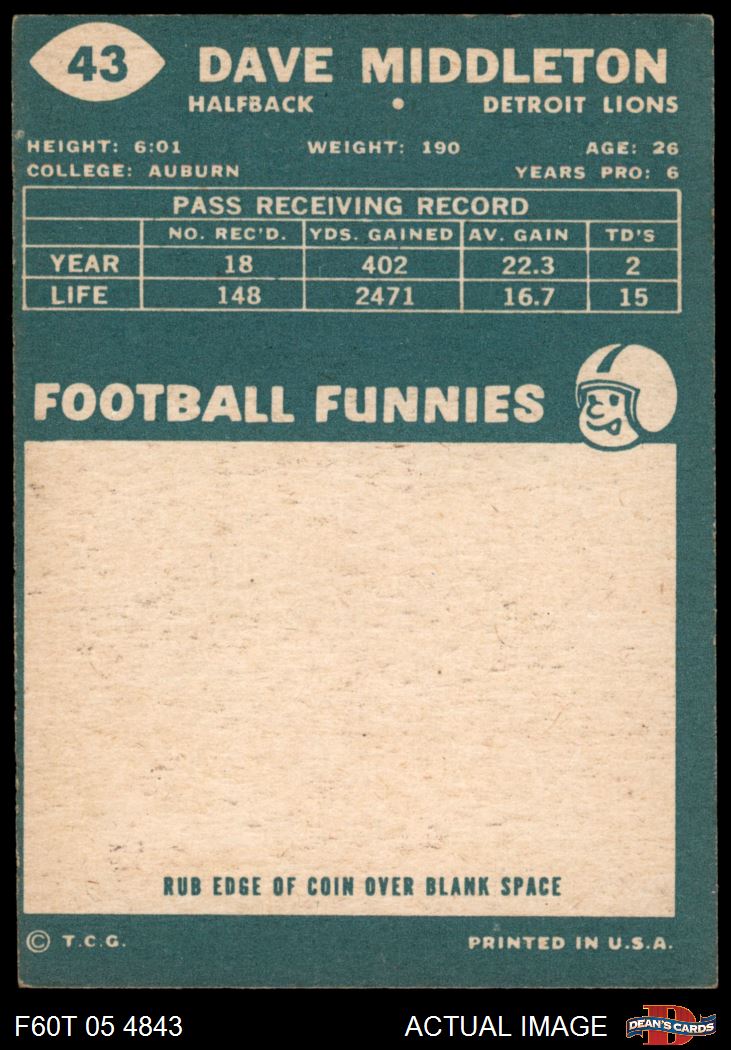 43 DAVE MIDDLETON
HALFBACK • DETROIT LIONS
HEIGHT: 6:01 WEIGHT: 190 AGE: 26
COLLEGE: AUBURN YEARS PRO: 6
PASS RECEIVING RECORD
NO. REC'D. YDS. GAINED AV. GAIN TD'S
YEAR 18 402 22.3 2
LIFE 148 2471 16.7 15
FOOTBALL FUNNIES
RUB EDGE OF COIN OVER BLANK SPACE
© T.C.G. PRINTED IN U.S.A.
F60T 05 4843 ACTUAL IMAGE D DEAN'S CARDS